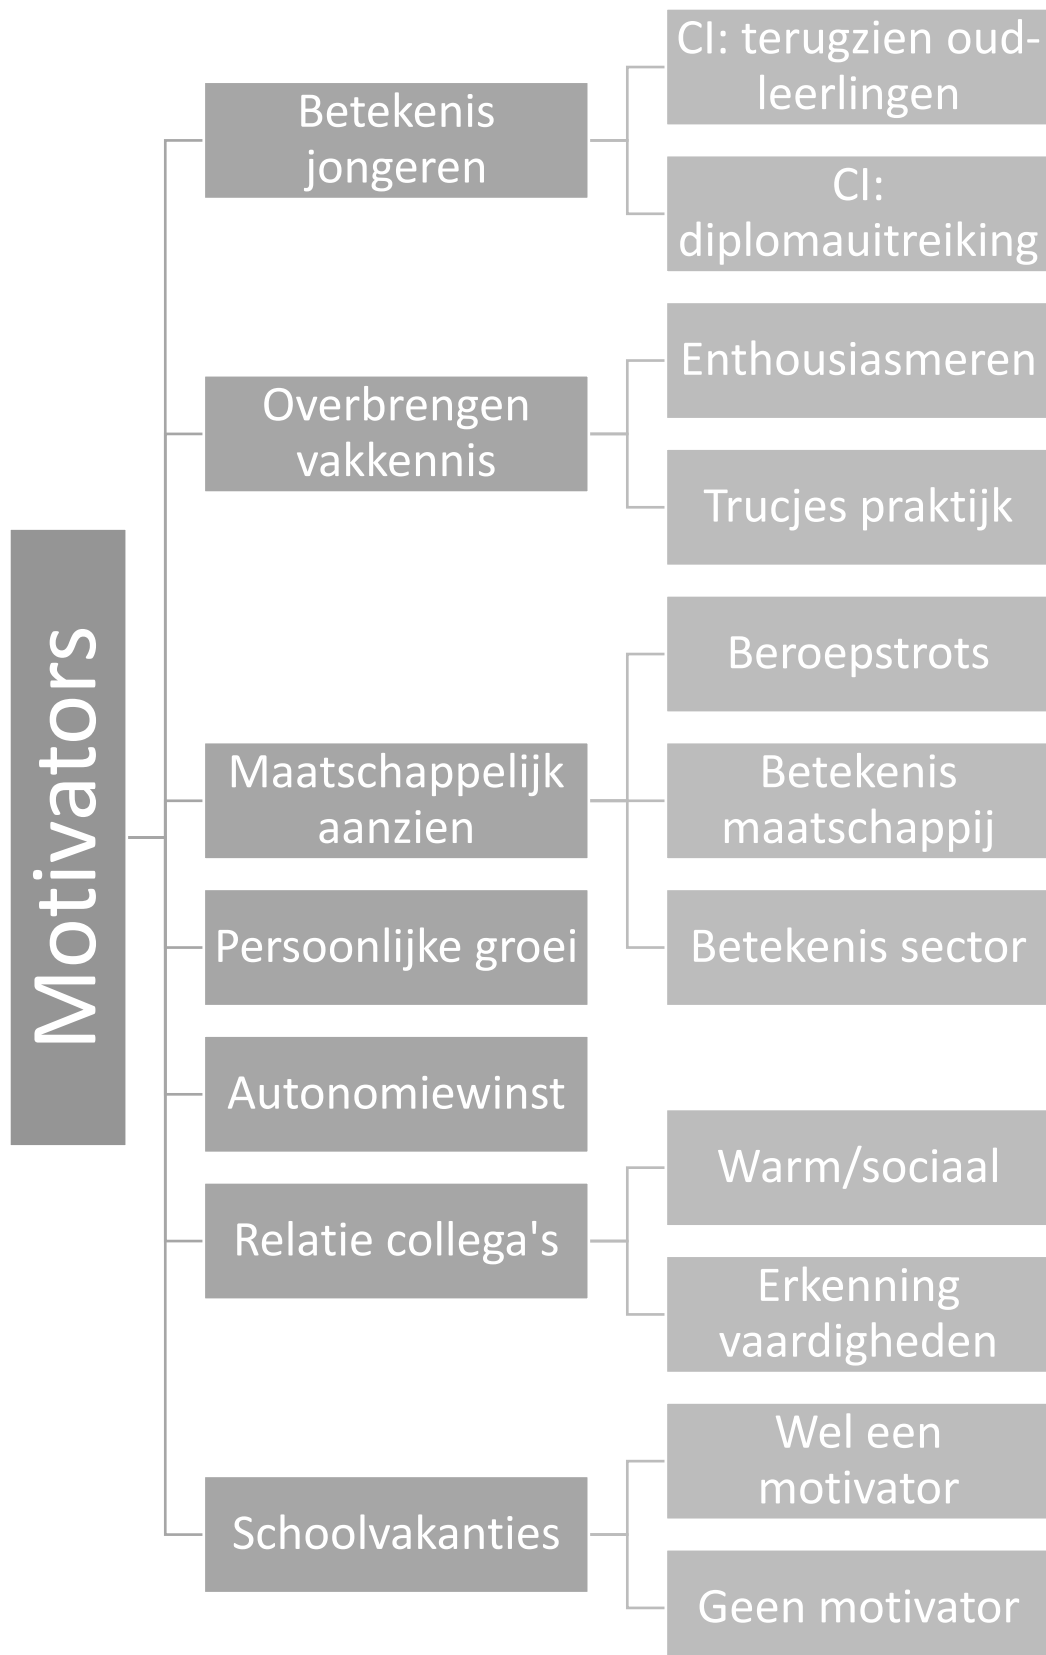 Motivators
Betekenis
jongeren
CI: terugzien oud-
leerlingen
CI:
diplomauitreiking
Overbrengen
vakkennis
Enthousiasmeren
Trucjes praktijk
Maatschappelijk
aanzien
Beroepstrots
Betekenis
maatschappij
Betekenis sector
Persoonlijke groei
Autonomiewinst
Relatie collega's
Warm/sociaal
Erkenning
vaardigheden
Schoolvakanties
Wel een
motivator
Geen motivator